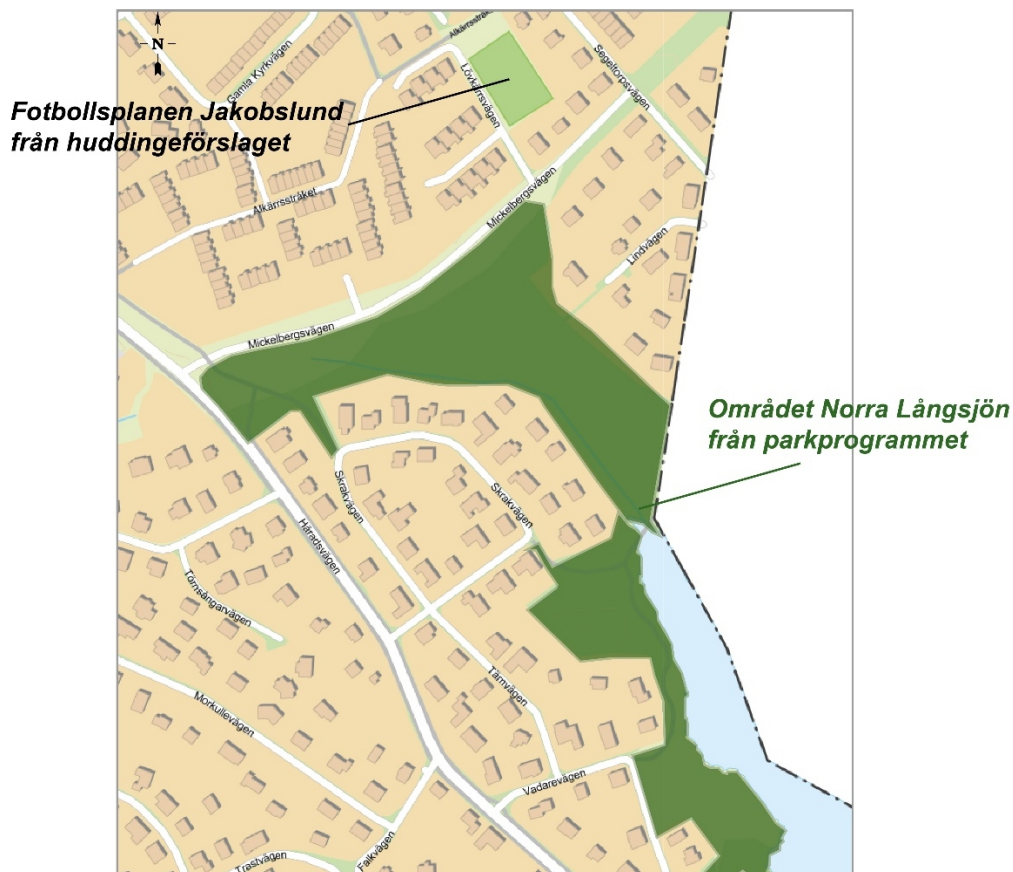 N
Alkärrsstråket
Gamla Kyrkvägen
Segeltorpsvägen
Lövkärrsvägen
Fotbollsplanen Jakobslund
från huddingeförslaget
Alkärrsstråket
Mickelbergsvägen
Lindvägen
Mickelbergsvägen
Området Norra Långsjön
från parkprogrammet
Skrakvägen
Skrakvägen
Häradsvägen
Törnsångarvägen
Tärnvägen
Morkullevägen
Vadarevägen
Falkvägen
Trastvägen